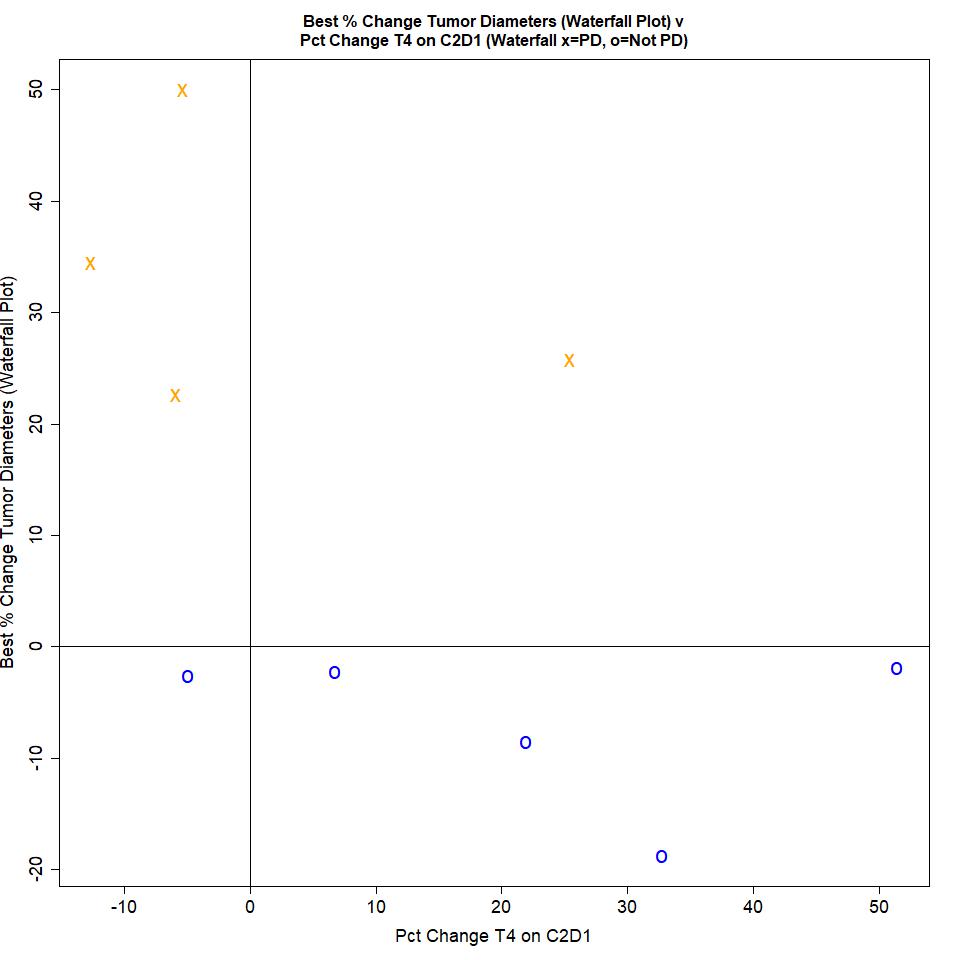 Best % Change Tumor Diameters (Waterfall Plot) v
Pct Change T4 on C2D1 (Waterfall x=PD, o=Not PD)
Best % Change Tumor Diameters (Waterfall Plot)
50
40
30
20
10
0
-10
-20
X
X
X
X
O
O
O
O
O
-10
0
10
20
30
40
50
Pct Change T4 on C2D1